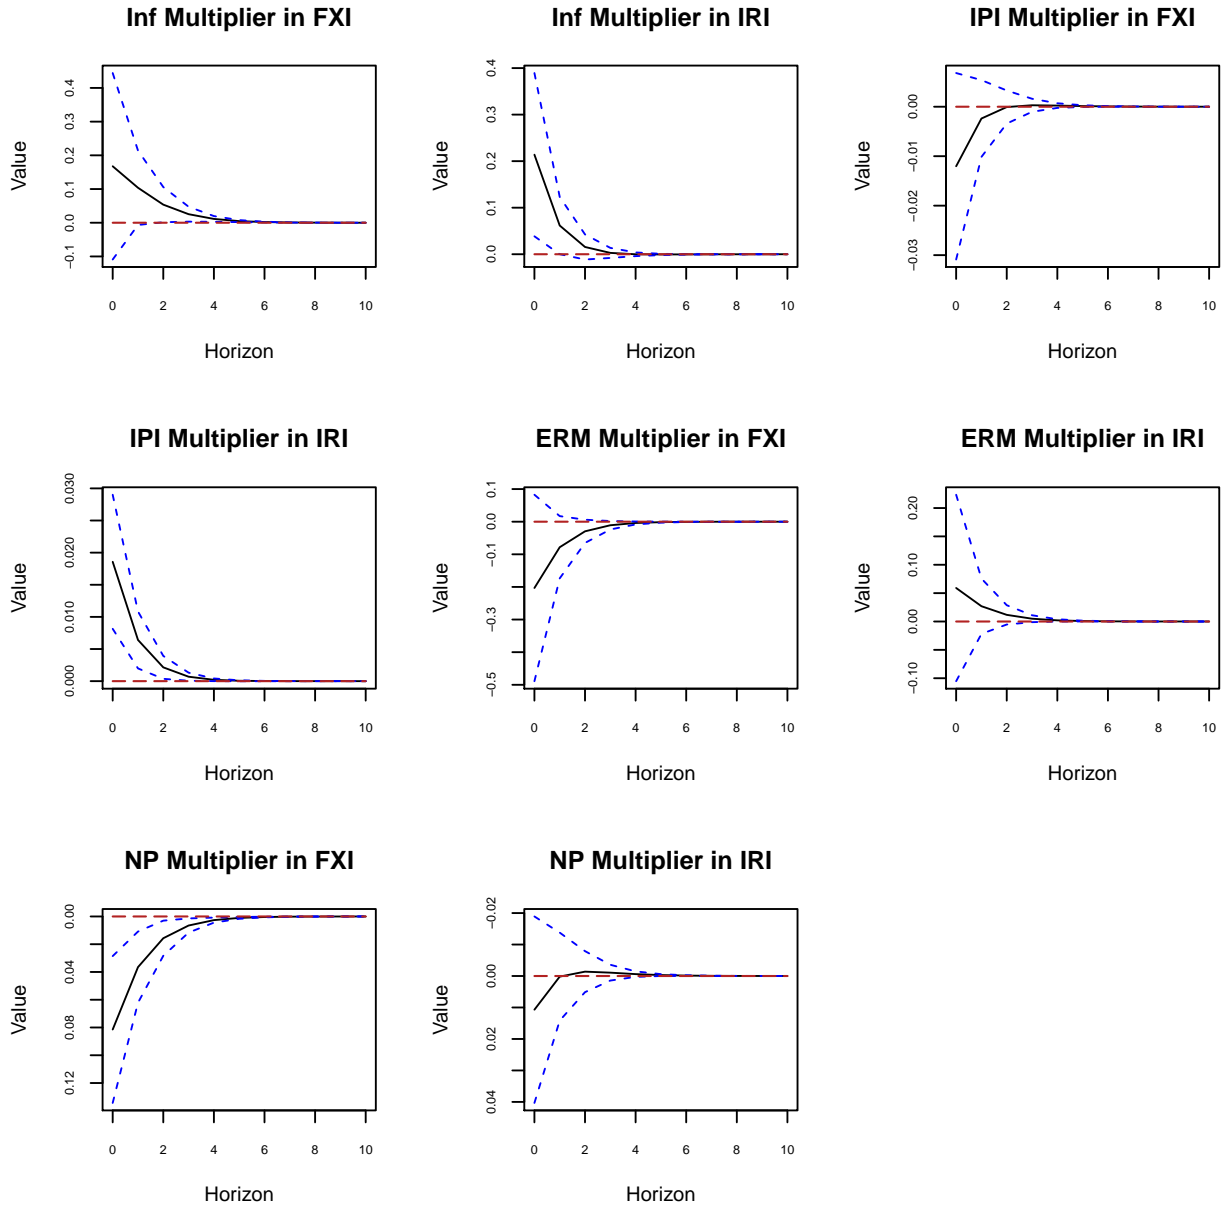 Inf Multiplier in FXI
Value
−0.1 0.0 0.1 0.2 0.3 0.4
0 2 4 6 8 10
Horizon
Inf Multiplier in IRI
Value
0.0 0.1 0.2 0.3 0.4
0 2 4 6 8 10
Horizon
IPI Multiplier in FXI
Value
−0.03 −0.02 −0.01 0.00
0 2 4 6 8 10
Horizon
IPI Multiplier in IRI
Value
0.000 0.010 0.020 0.030
0 2 4 6 8 10
Horizon
ERM Multiplier in FXI
Value
−0.5 −0.3 −0.1 0.0 0.1
0 2 4 6 8 10
Horizon
ERM Multiplier in IRI
Value
−0.10 0.00 0.10 0.20
0 2 4 6 8 10
Horizon
NP Multiplier in FXI
Value
0.12 0.08 0.04 0.00
0 2 4 6 8 10
Horizon
NP Multiplier in IRI
Value
0.04 0.02 0.00 −0.02
0 2 4 6 8 10
Horizon